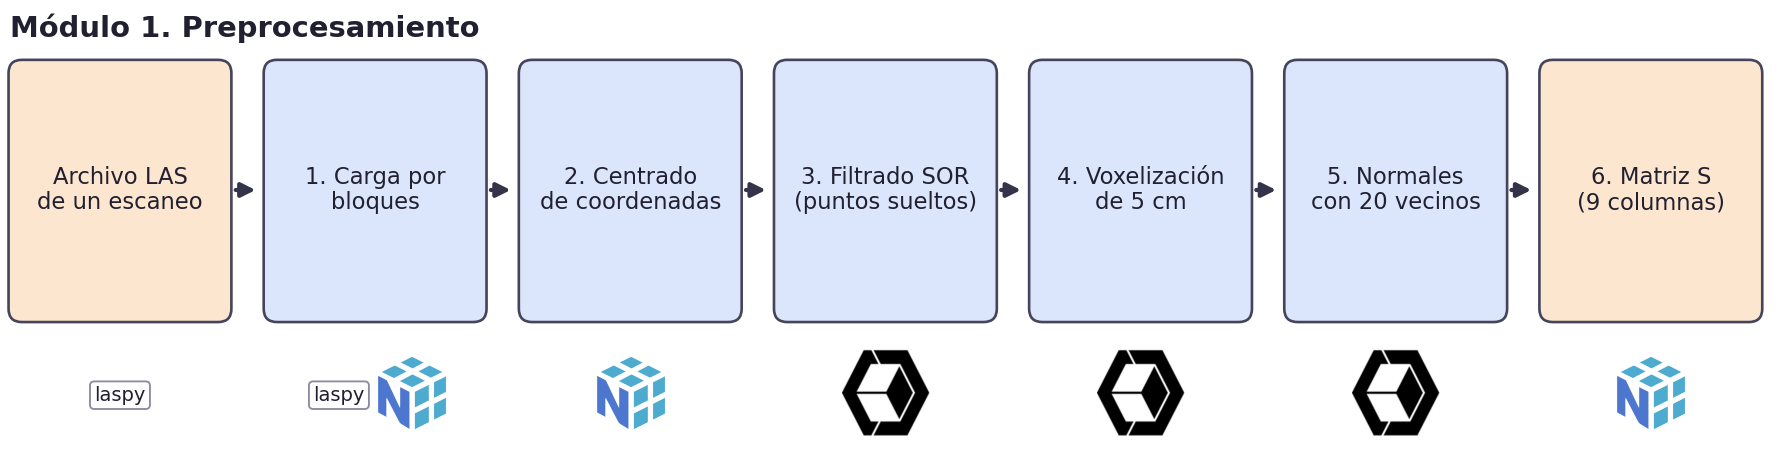 Módulo 1. Preprocesamiento
Archivo LAS
de un escaneo
1. Carga por
bloques
2. Centrado
de coordenadas
3. Filtrado SOR
(puntos sueltos)
4. Voxelización
de 5 cm
5. Normales
con 20 vecinos
6. Matriz S
(9 columnas)
laspy
laspy